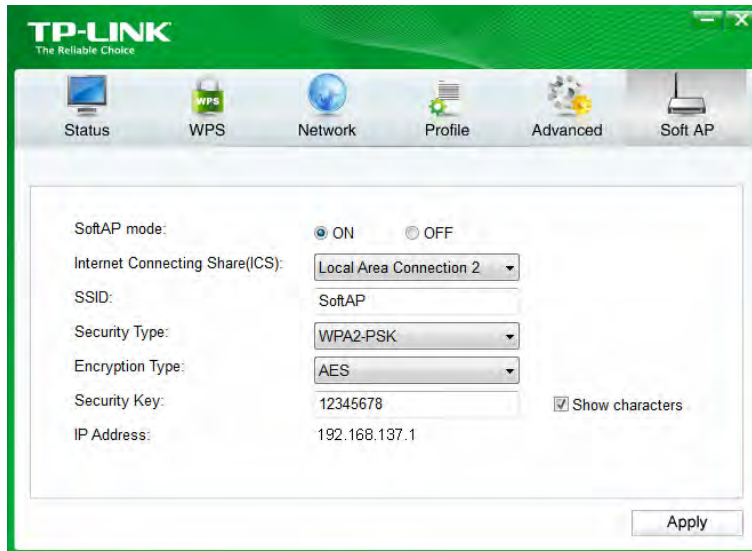 TP-LINK
The Reliable Choice
Status WPS Network Profile Advanced Soft AP
WPS
SoftAP mode: ON OFF
Internet Connecting Share(ICS): Local Area Connection 2
SSID: SoftAP
Security Type: WPA2-PSK
Encryption Type: AES
Security Key: 12345678 Show characters
IP Address: 192.168.137.1
Apply